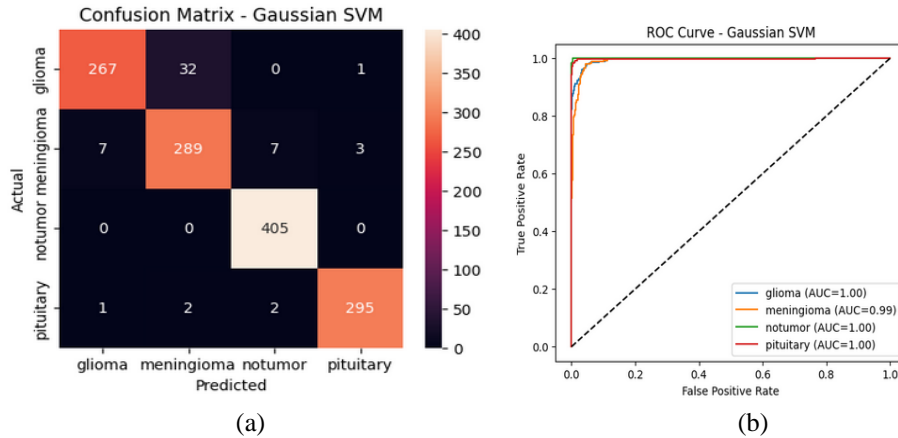 Confusion Matrix - Gaussian SVM
Actual
glioma
meningioma
notumor
pituitary
267 32 0 1
7 289 7 3
0 0 405 0
1 2 2 295
glioma meningioma notumor pituitary
Predicted
400
350
300
250
200
150
100
50
0
(a)
ROC Curve - Gaussian SVM
True Positive Rate
1.0
0.8
0.6
0.4
0.2
0.0
glioma (AUC=1.00)
meningioma (AUC=0.99)
notumor (AUC=1.00)
pituitary (AUC=1.00)
0.0 0.2 0.4 0.6 0.8 1.0
False Positive Rate
(b)